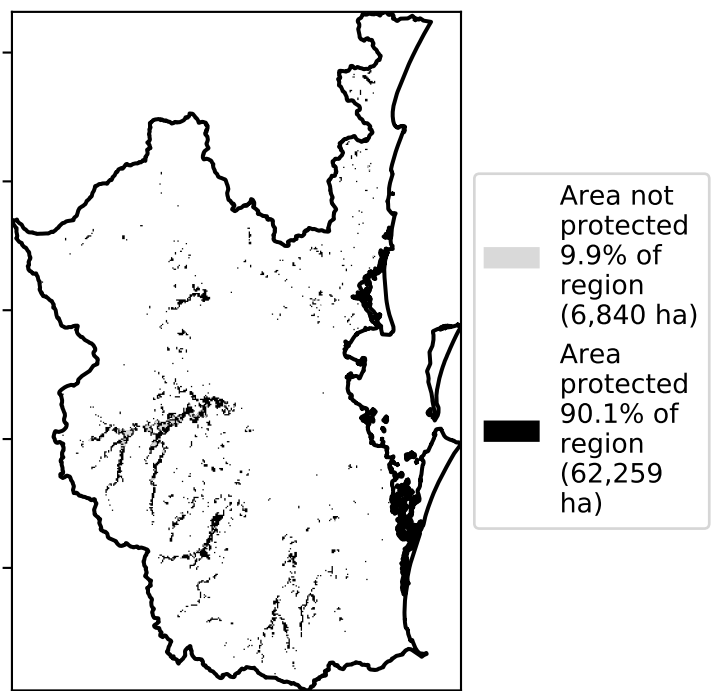 Area not
protected
9.9% of
region
(6,840 ha)
Area
protected
90.1% of
region
(62,259
ha)